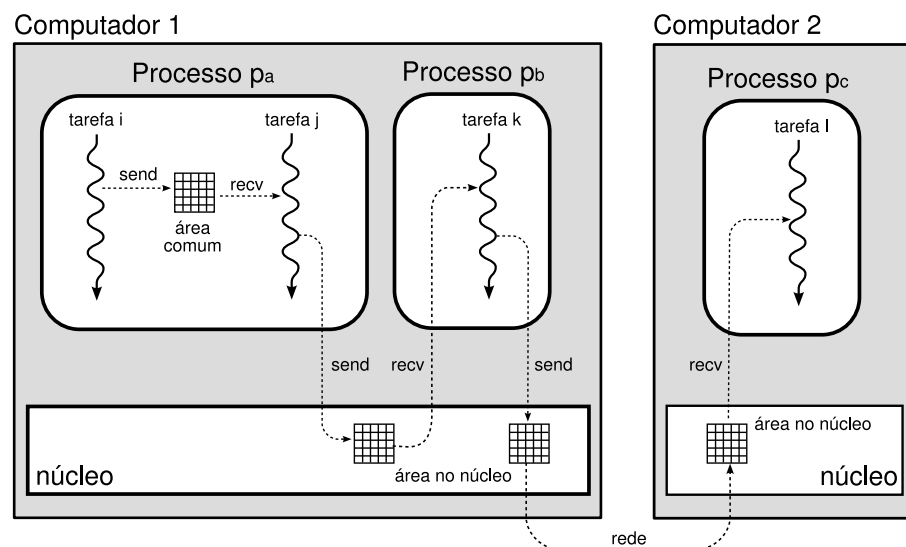 Computador 1
Computador 2
Processo pa
Processo pb
Processo pc
tarefa i
tarefa j
tarefa k
tarefa l
send
recv
área
comum
send
recv
send
recv
área no núcleo
área no núcleo
núcleo
núcleo
rede